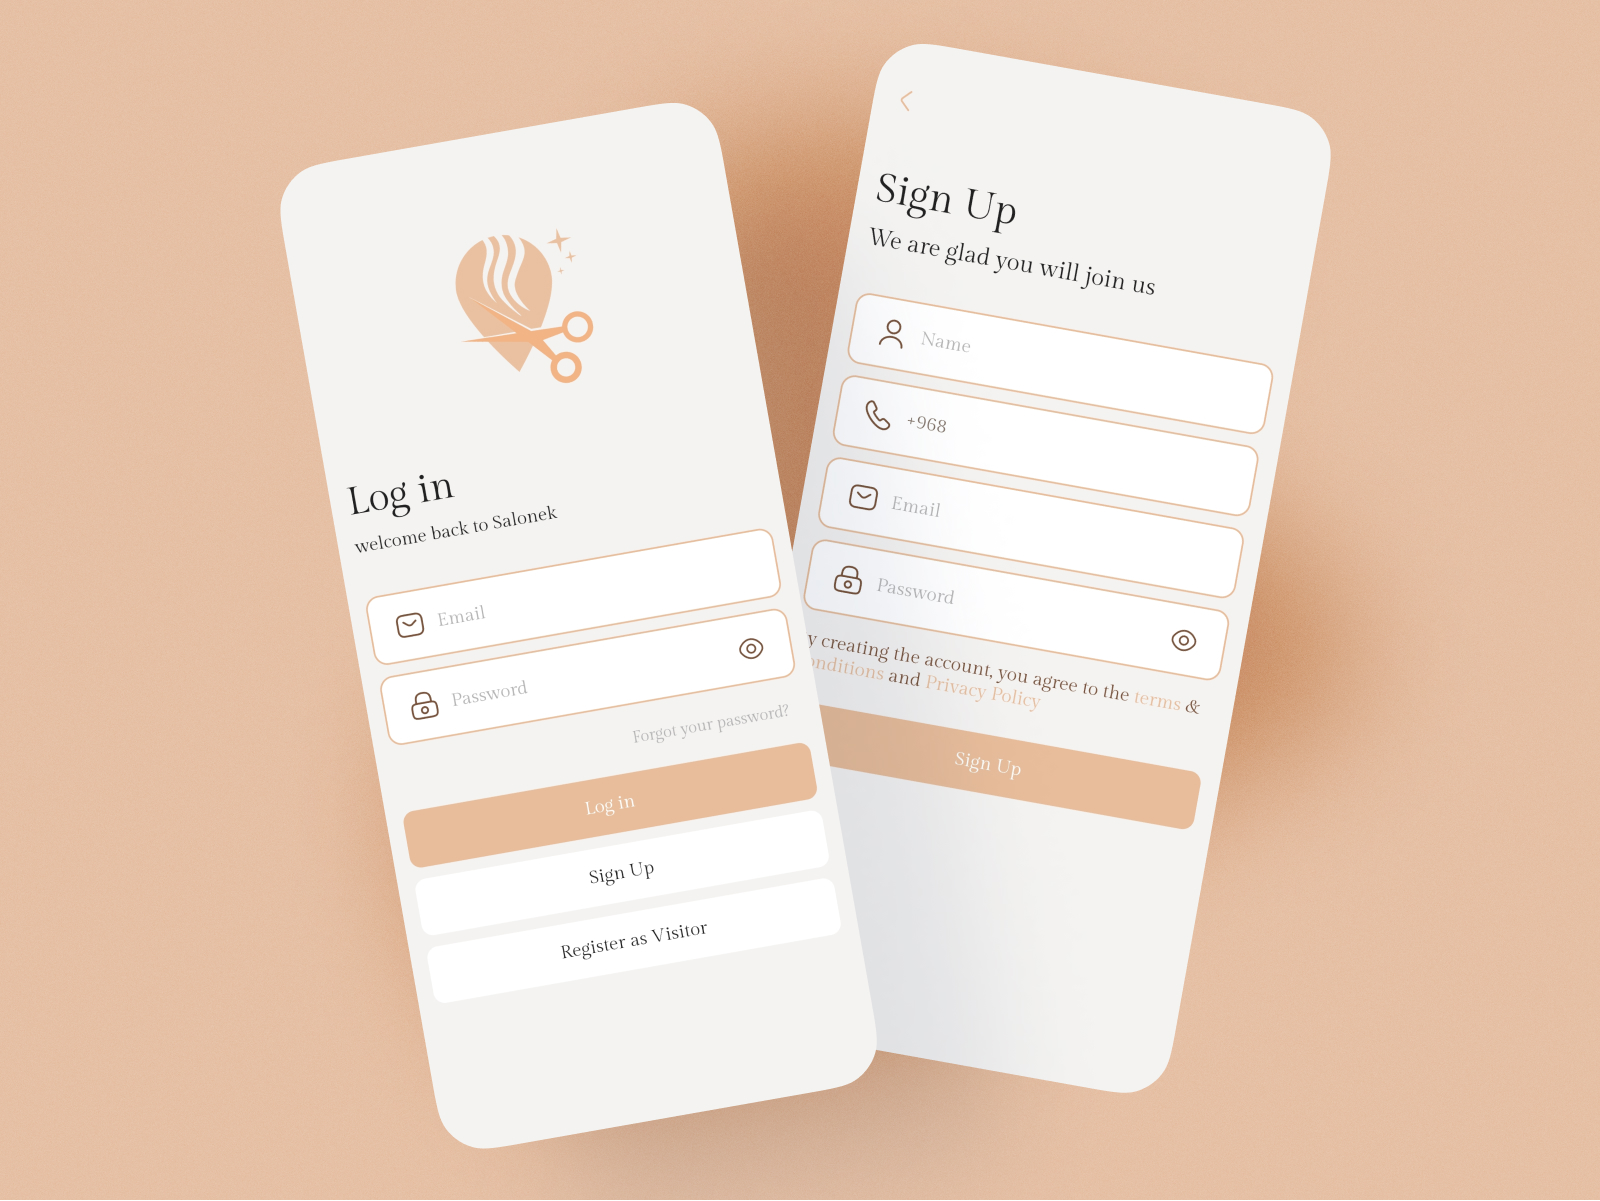 Log in
welcome back to Salonek
Email
Password
Forgot your password?
Log in
Sign Up
Register as Visitor
Sign Up
We are glad you will join us
Name
+968
Email
Password
y creating the account, you agree to the terms &
onditions and Privacy Policy
Sign Up